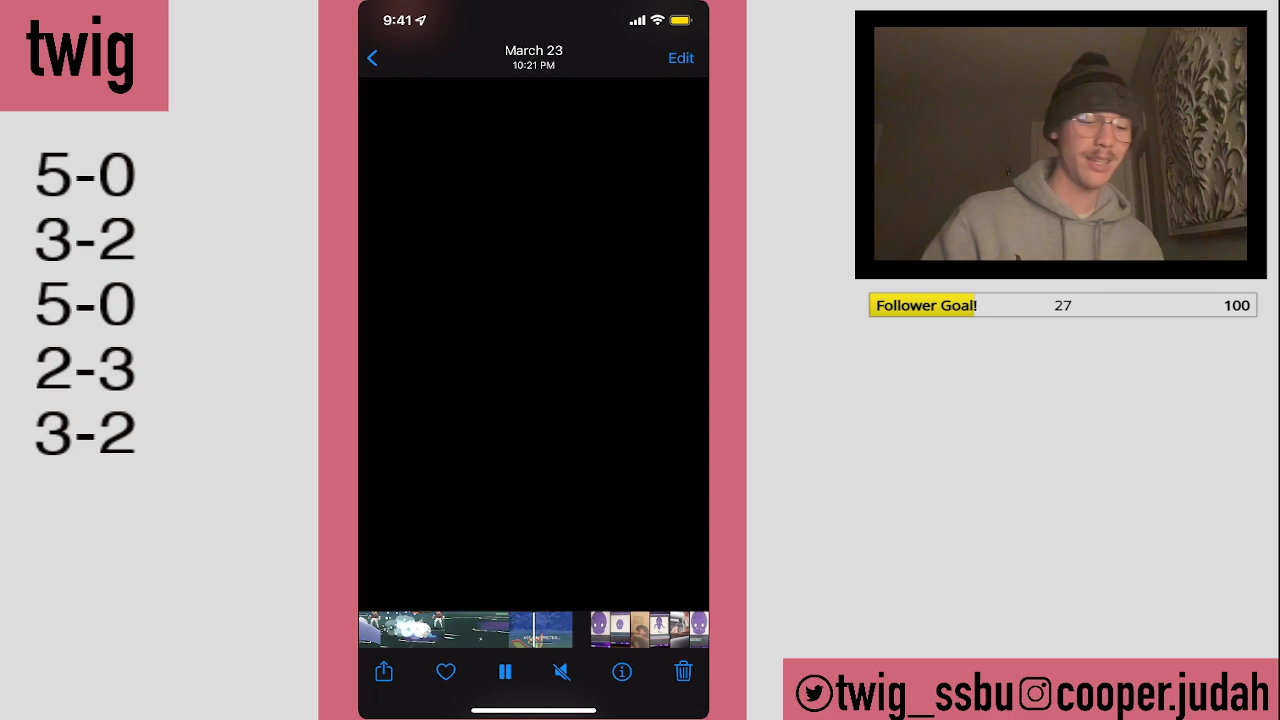 twig
5-0
3-2
5-0
2-3
3-2
9:41
March 23
10:21 PM
Edit
Follower Goal! 27 100
twig_ssbu cooper.judah